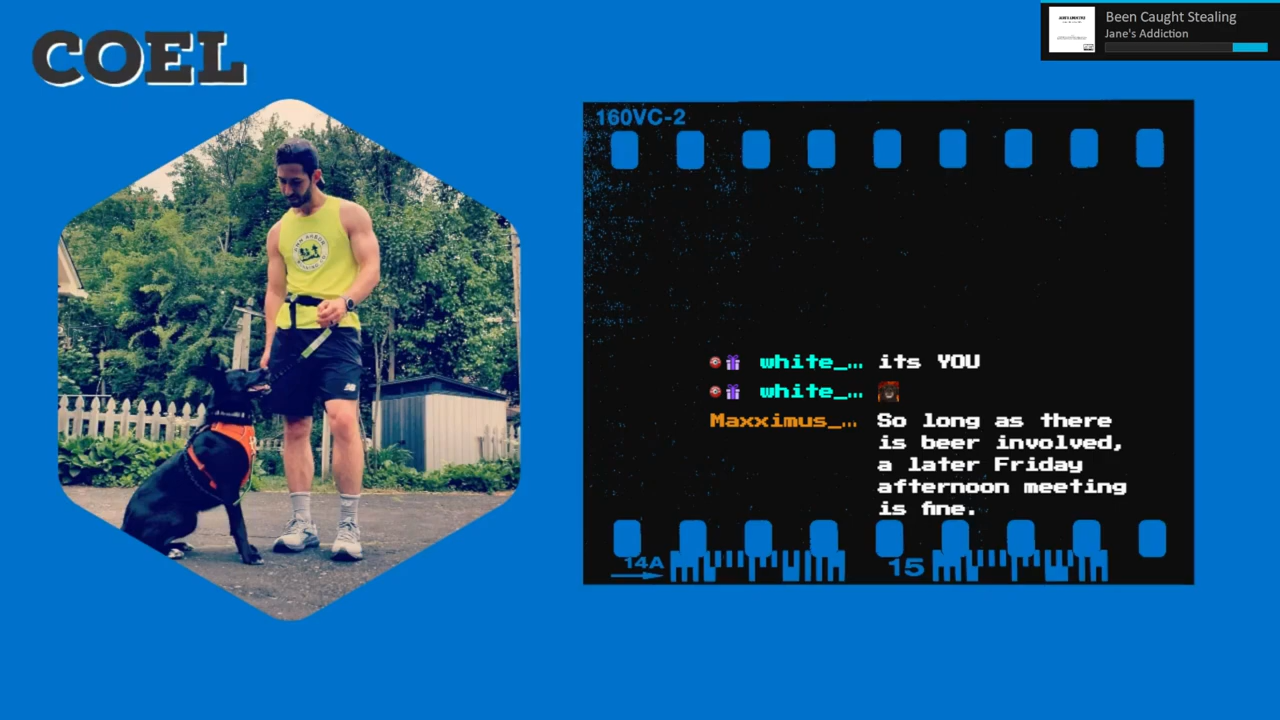 COEL
Been Caught Stealing
Jane's Addiction
160VC-2
white_... its YOU
white_...
Maxximus_... So long as there
is beer involved,
a later Friday
afternoon meeting
is fine.
14A
15